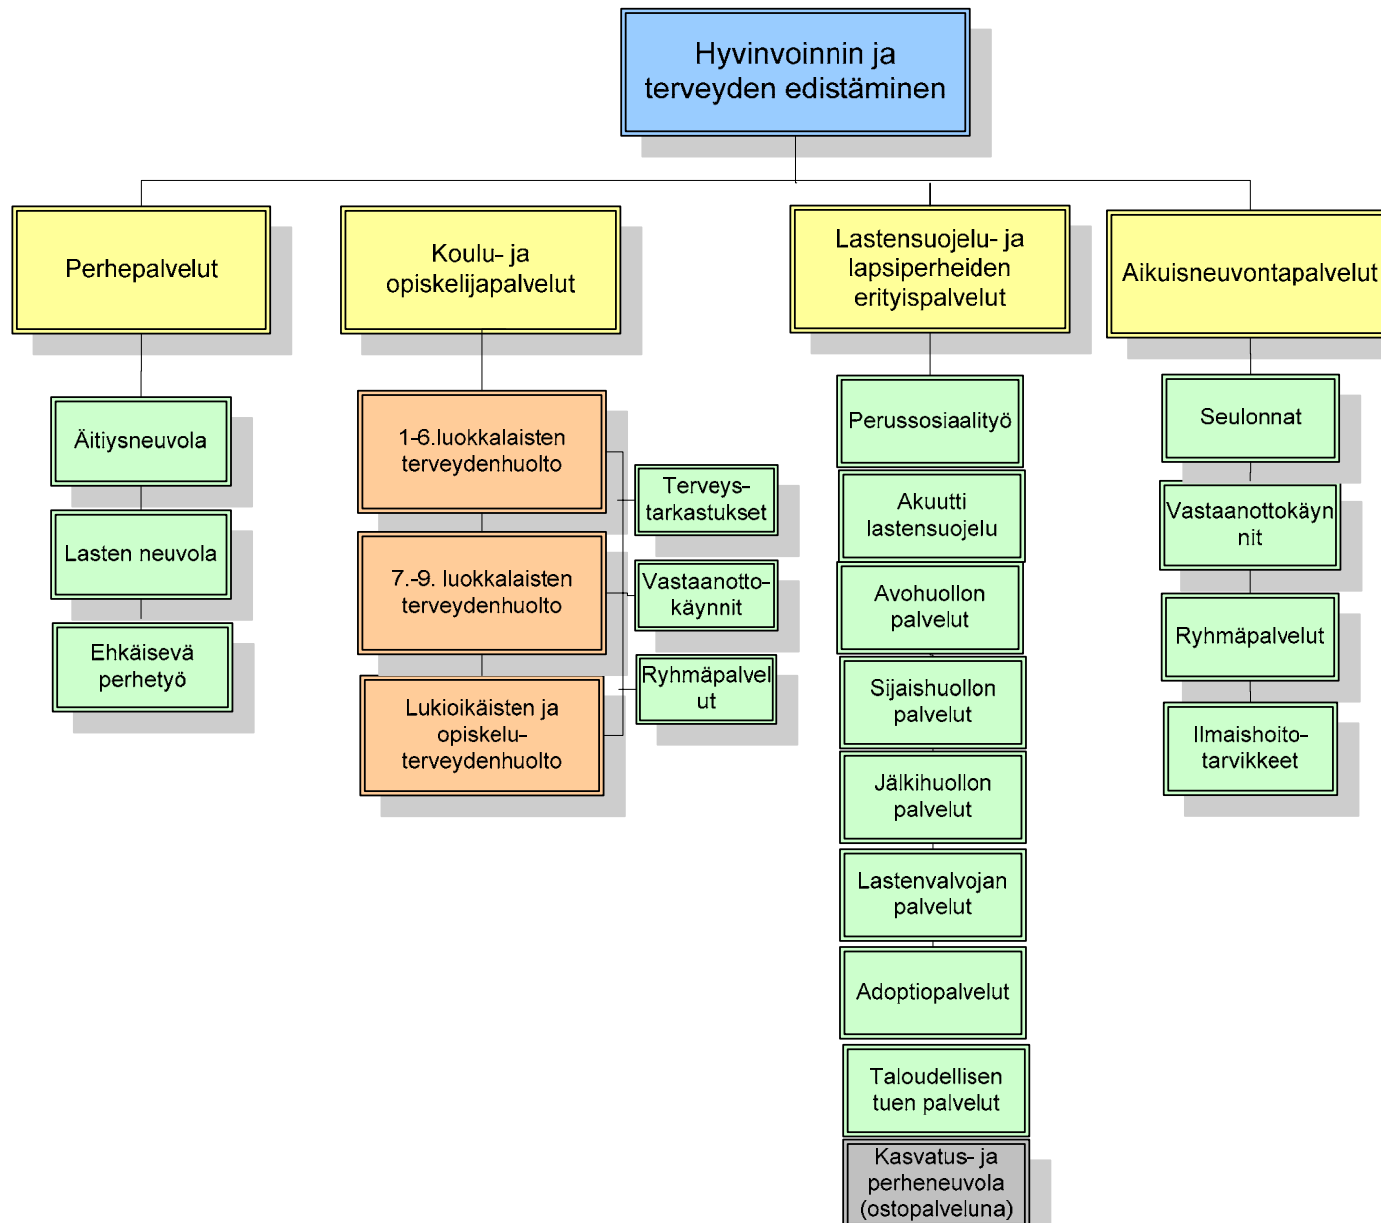 Hyvinvoinnin ja
terveyden edistäminen
Perhepalvelut
Koulu- ja
opiskelijapalvelut
Lastensuojelu- ja
lapsiperheiden
erityispalvelut
Aikuisneuvontapalvelut
Äitiysneuvola
Lasten neuvola
Ehkäisevä
perhetyö
1-6.luokkalaisten
terveydenhuolto
7.-9. luokkalaisten
terveydenhuolto
Lukioikäisten ja
opiskelu-
terveydenhuolto
Terveys-
tarkastukset
Vastaanotto-
käynnit
Ryhmäpalvel
ut
Perussosiaalityö
Akuutti
lastensuojelu
Avohuollon
palvelut
Sijaishuollon
palvelut
Jälkihuollon
palvelut
Lastenvalvojan
palvelut
Adoptiopalvelut
Taloudellisen
tuen palvelut
Kasvatus- ja
perheneuvola
(ostopalveluna)
Seulonnat
Vastaanottokäyn
nit
Ryhmäpalvelut
Ilmaishoito-
tarvikkeet